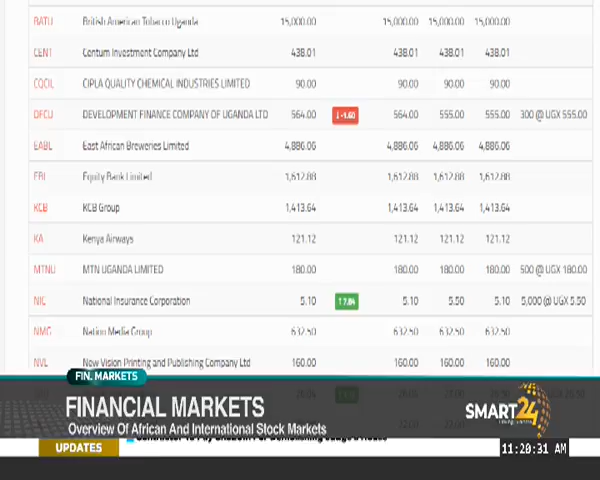 BATU British American Tobacco Uganda 15,000.00 15,000.00 15,000.00 15,000.00
CENT Centum Investment Company Ltd 438.01 438.01 438.01 438.01
CQCIL CIPLA QUALITY CHEMICAL INDUSTRIES LIMITED 90.00 90.00 90.00 90.00
DFCU DEVELOPMENT FINANCE COMPANY OF UGANDA LTD 564.00 -1.60 564.00 555.00 555.00 300 @ UGX 555.00
EABL East African Breweries Limited 4,886.06 4,886.06 4,886.06 4,886.06
EBL Equity Bank Limited 1,612.88 1,612.88 1,612.88 1,612.88
KCB KCB Group 1,413.64 1,413.64 1,413.64 1,413.64
KA Kenya Airways 121.12 121.12 121.12 121.12
MTNU MTN UGANDA LIMITED 180.00 180.00 180.00 180.00 500 @ UGX 180.00
NIC National Insurance Corporation 5.10 7.84 5.10 5.50 5.10 5,000 @ UGX 5.50
NMG Nation Media Group 632.50 632.50 632.50 632.50
NVL New Vision Printing and Publishing Company Ltd 160.00 160.00 160.00 160.00
FIN. MARKETS
FINANCIAL MARKETS
Overview Of African And International Stock Markets
SMART24
UPDATES
11:20:31 AM